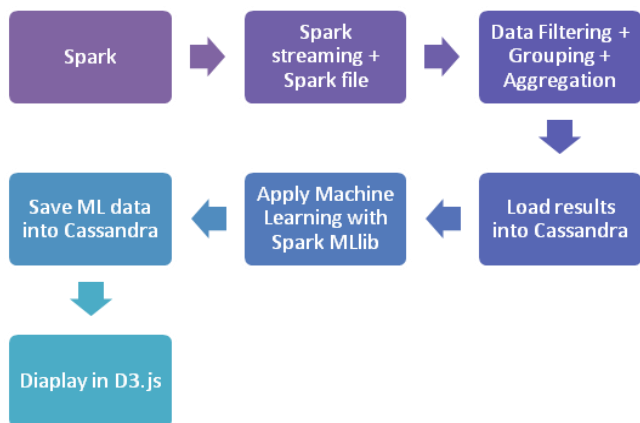 Spark
Spark
streaming +
Spark file
Data Filtering +
Grouping +
Aggregation
Load results
into Cassandra
Apply Machine
Learning with
Spark MLlib
Save ML data
into Cassandra
Diaplay in D3.js